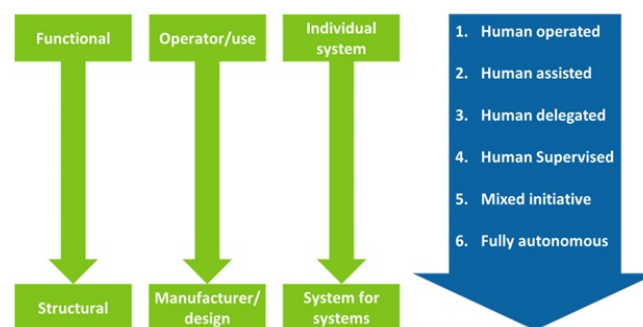 Functional
Operator/use
Individual
system
Structural
Manufacturer/
design
System for
systems
1. Human operated
2. Human assisted
3. Human delegated
4. Human Supervised
5. Mixed initiative
6. Fully autonomous